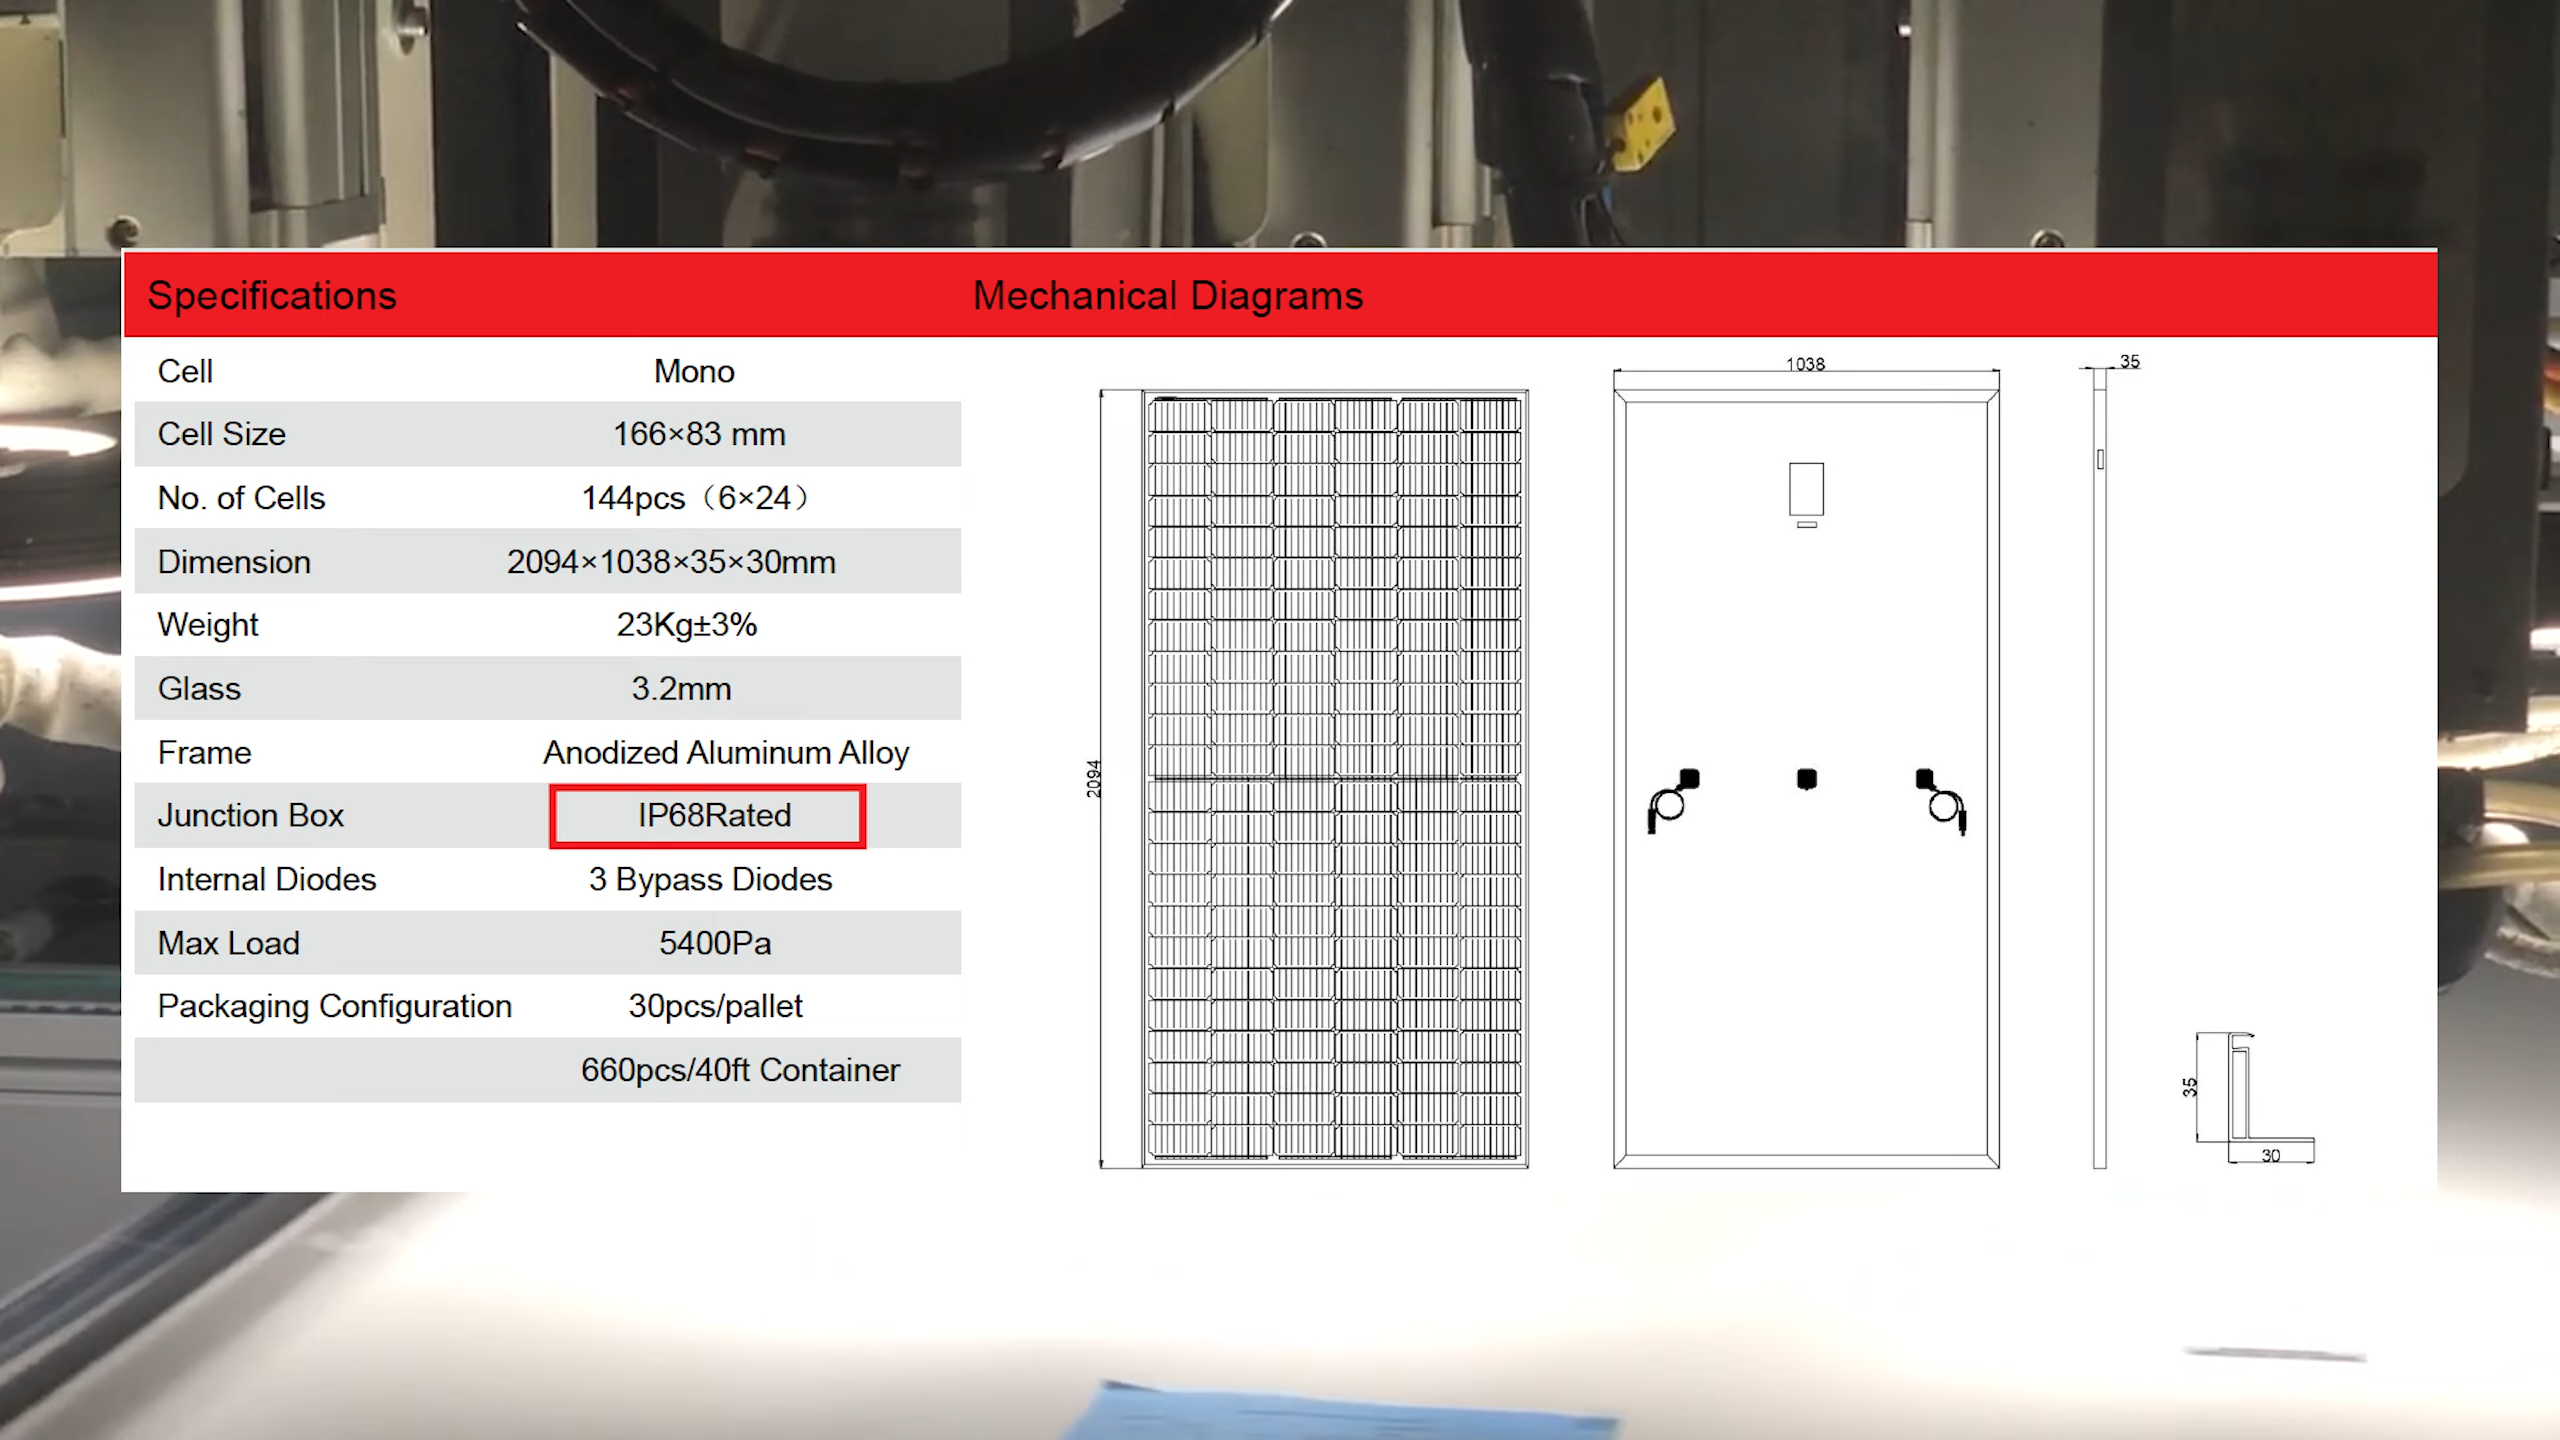 Specifications
Mechanical Diagrams
Cell Mono
Cell Size 166×83 mm
No. of Cells 144pcs（6×24）
Dimension 2094×1038×35×30mm
Weight 23Kg±3%
Glass 3.2mm
Frame Anodized Aluminum Alloy
Junction Box IP68Rated
Internal Diodes 3 Bypass Diodes
Max Load 5400Pa
Packaging Configuration 30pcs/pallet
660pcs/40ft Container
2094
1038
35
35
30